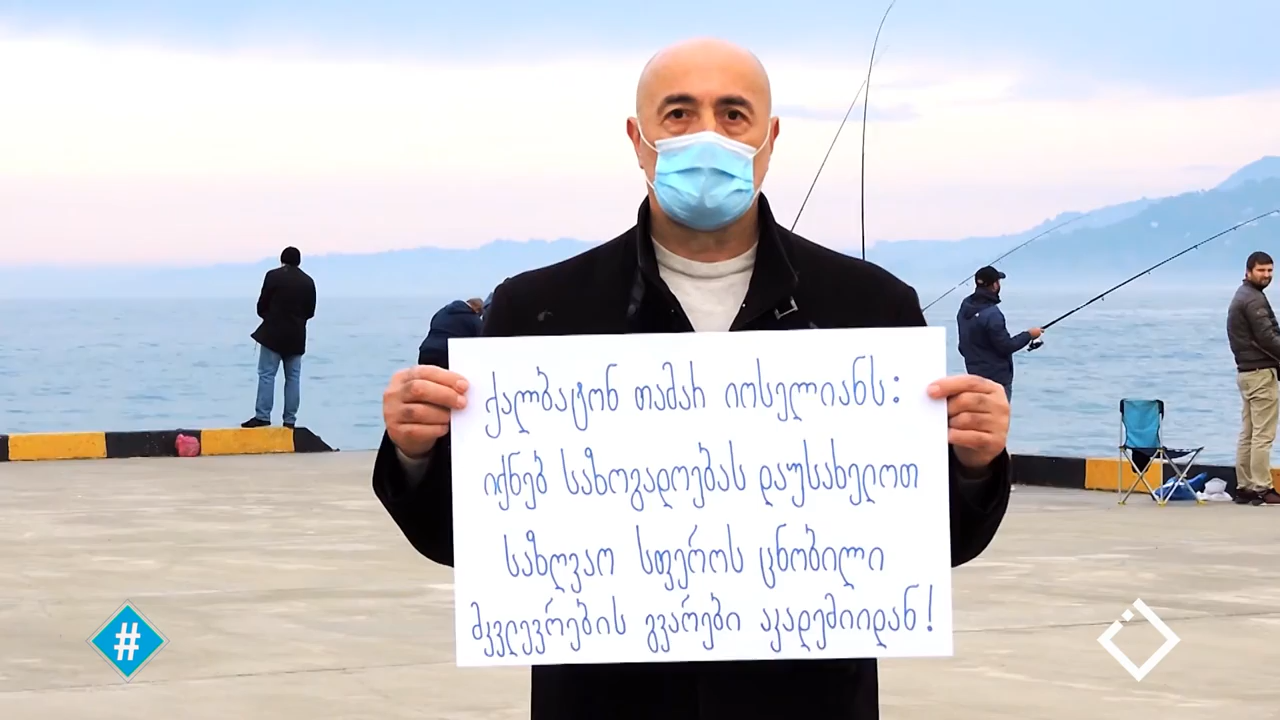 ქალბატონ თამარ იოსელიანს:
იქნებ საზოგადოებას დაუსახელოთ
საზღვაო სფეროს ცნობილი
მკვლევრების გვარები აკადემიიდან!
#